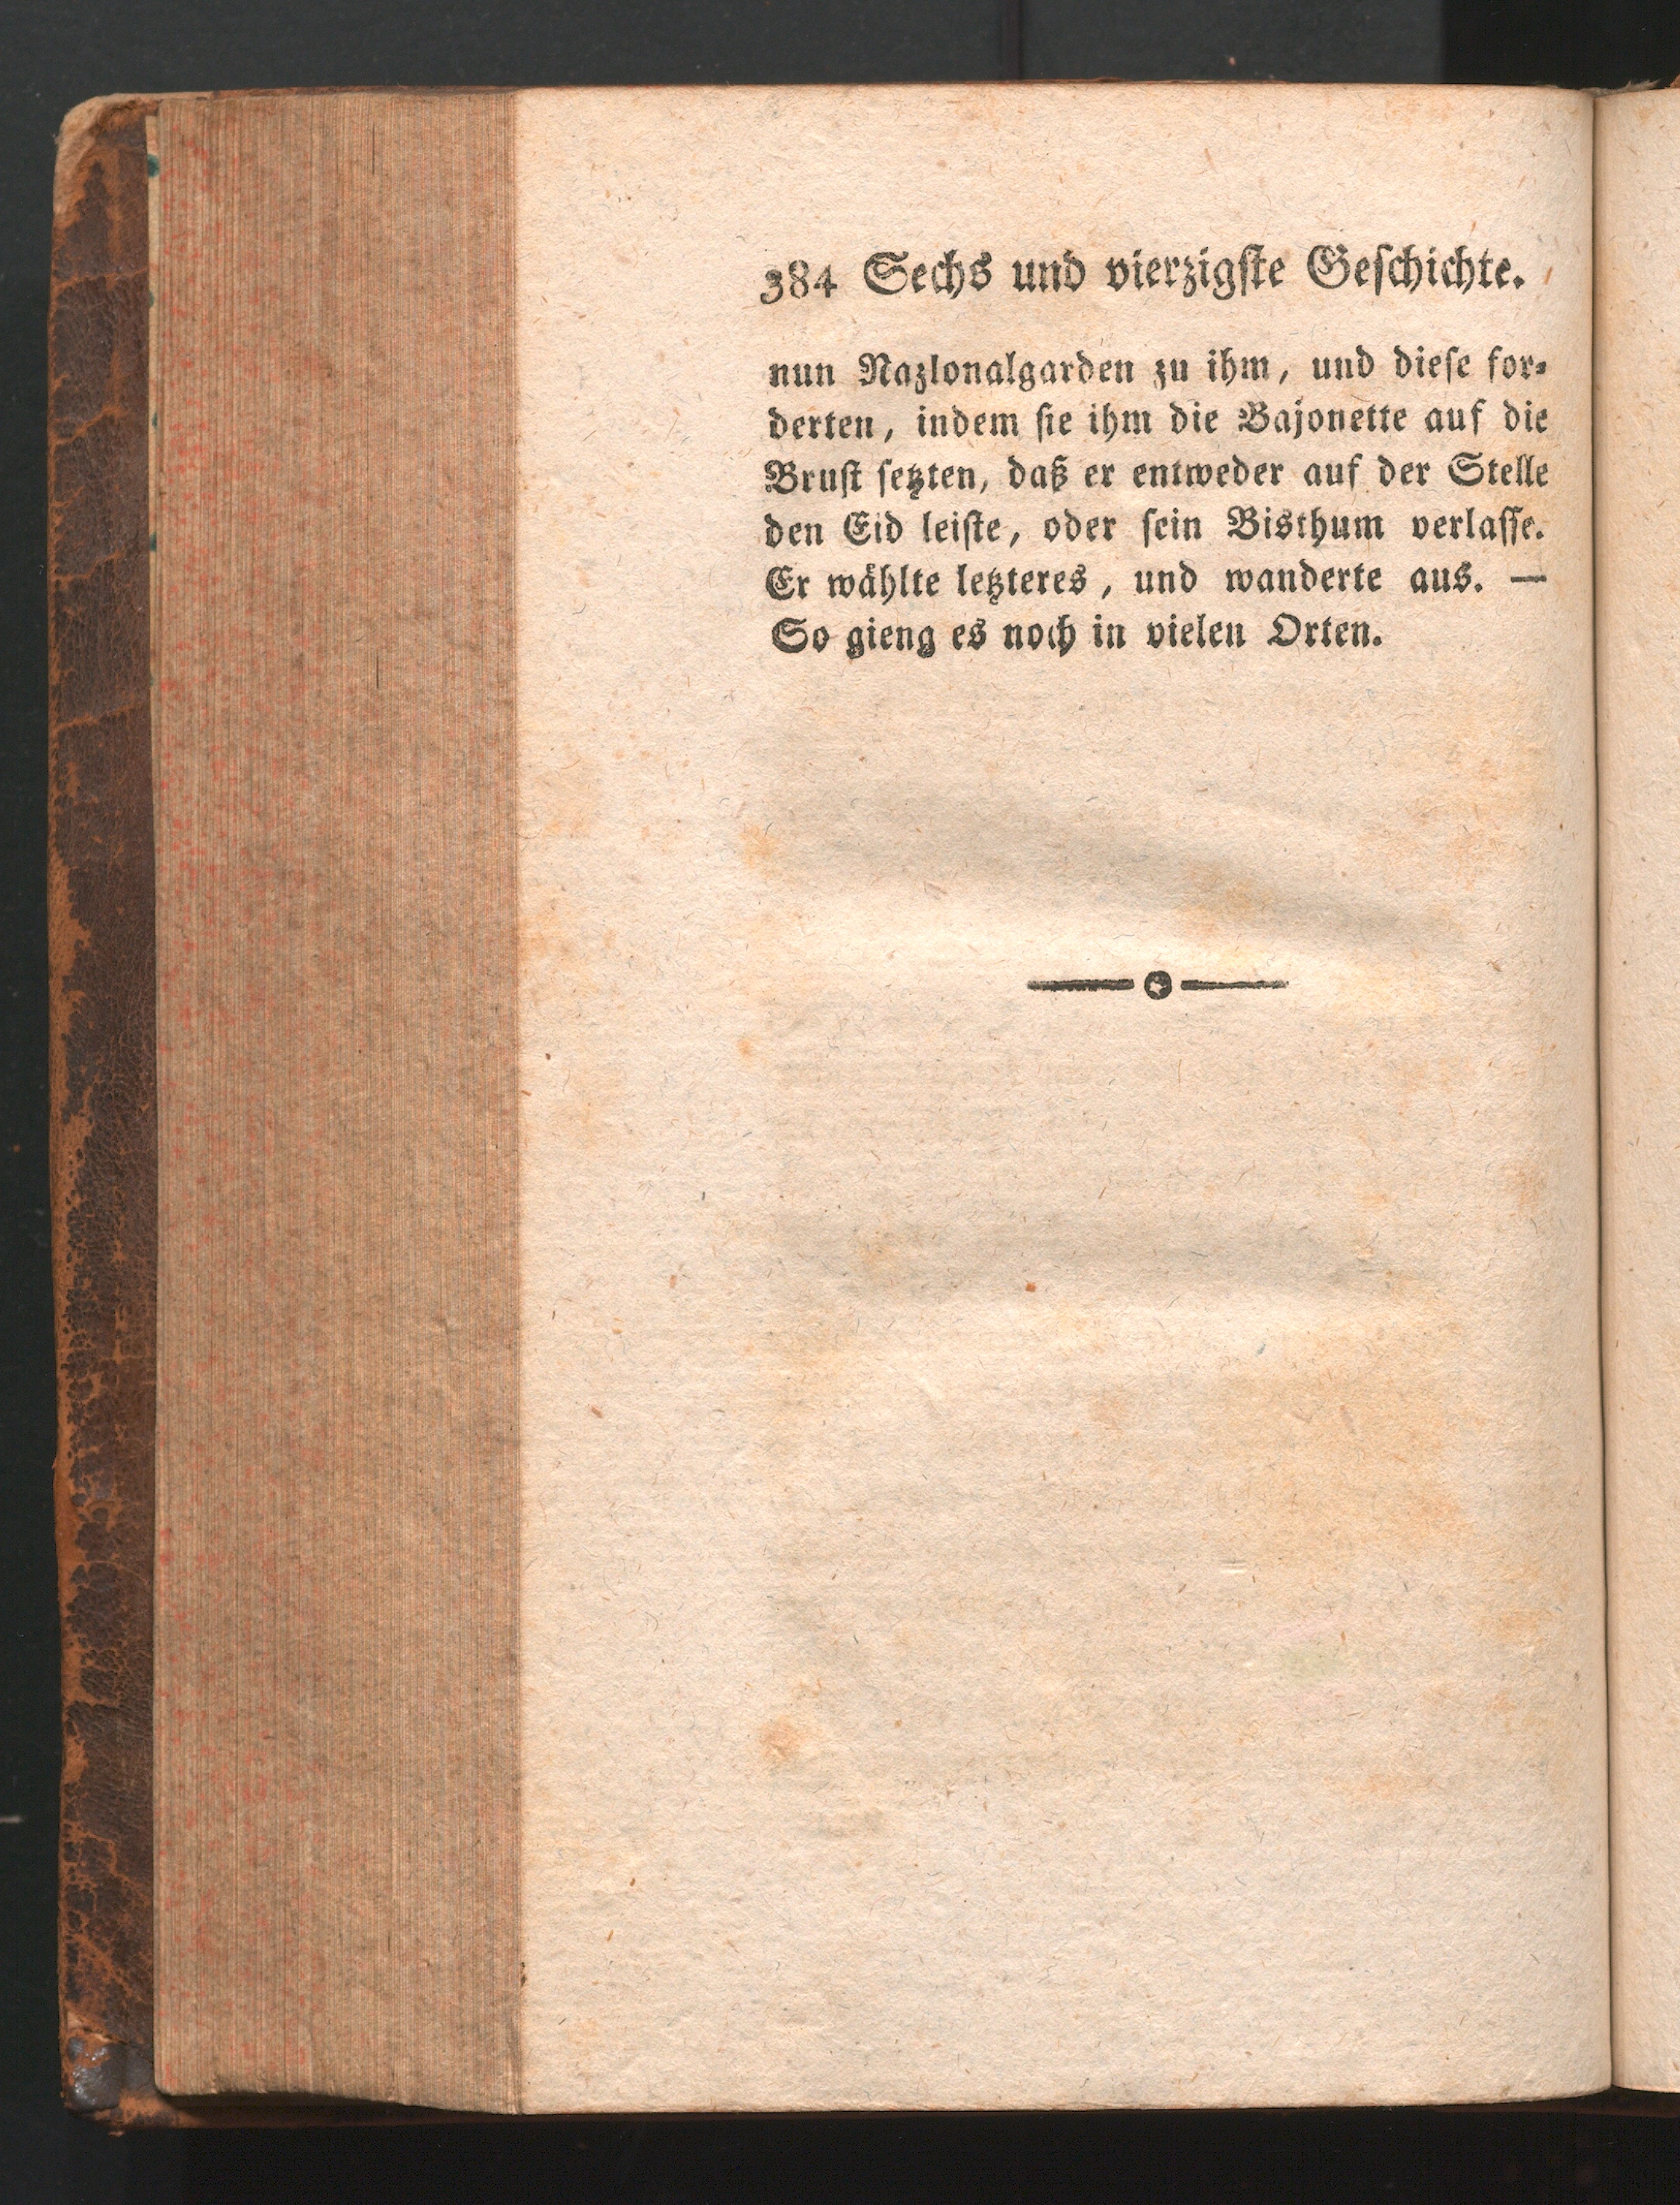 384 Sechs und vierzigſte Geſchichte.
nun Nazlonalgarden zu ihm, und dieſe for⸗
derten, indem ſie ihm die Bajonette auf die
Bruſt ſetzten, daß er entweder auf der Stelle
den Eid leiſte, oder ſein Bisthum verlaſſe.
Er wählte letzteres, und wanderte aus. —
So gieng es noch in vielen Orten.